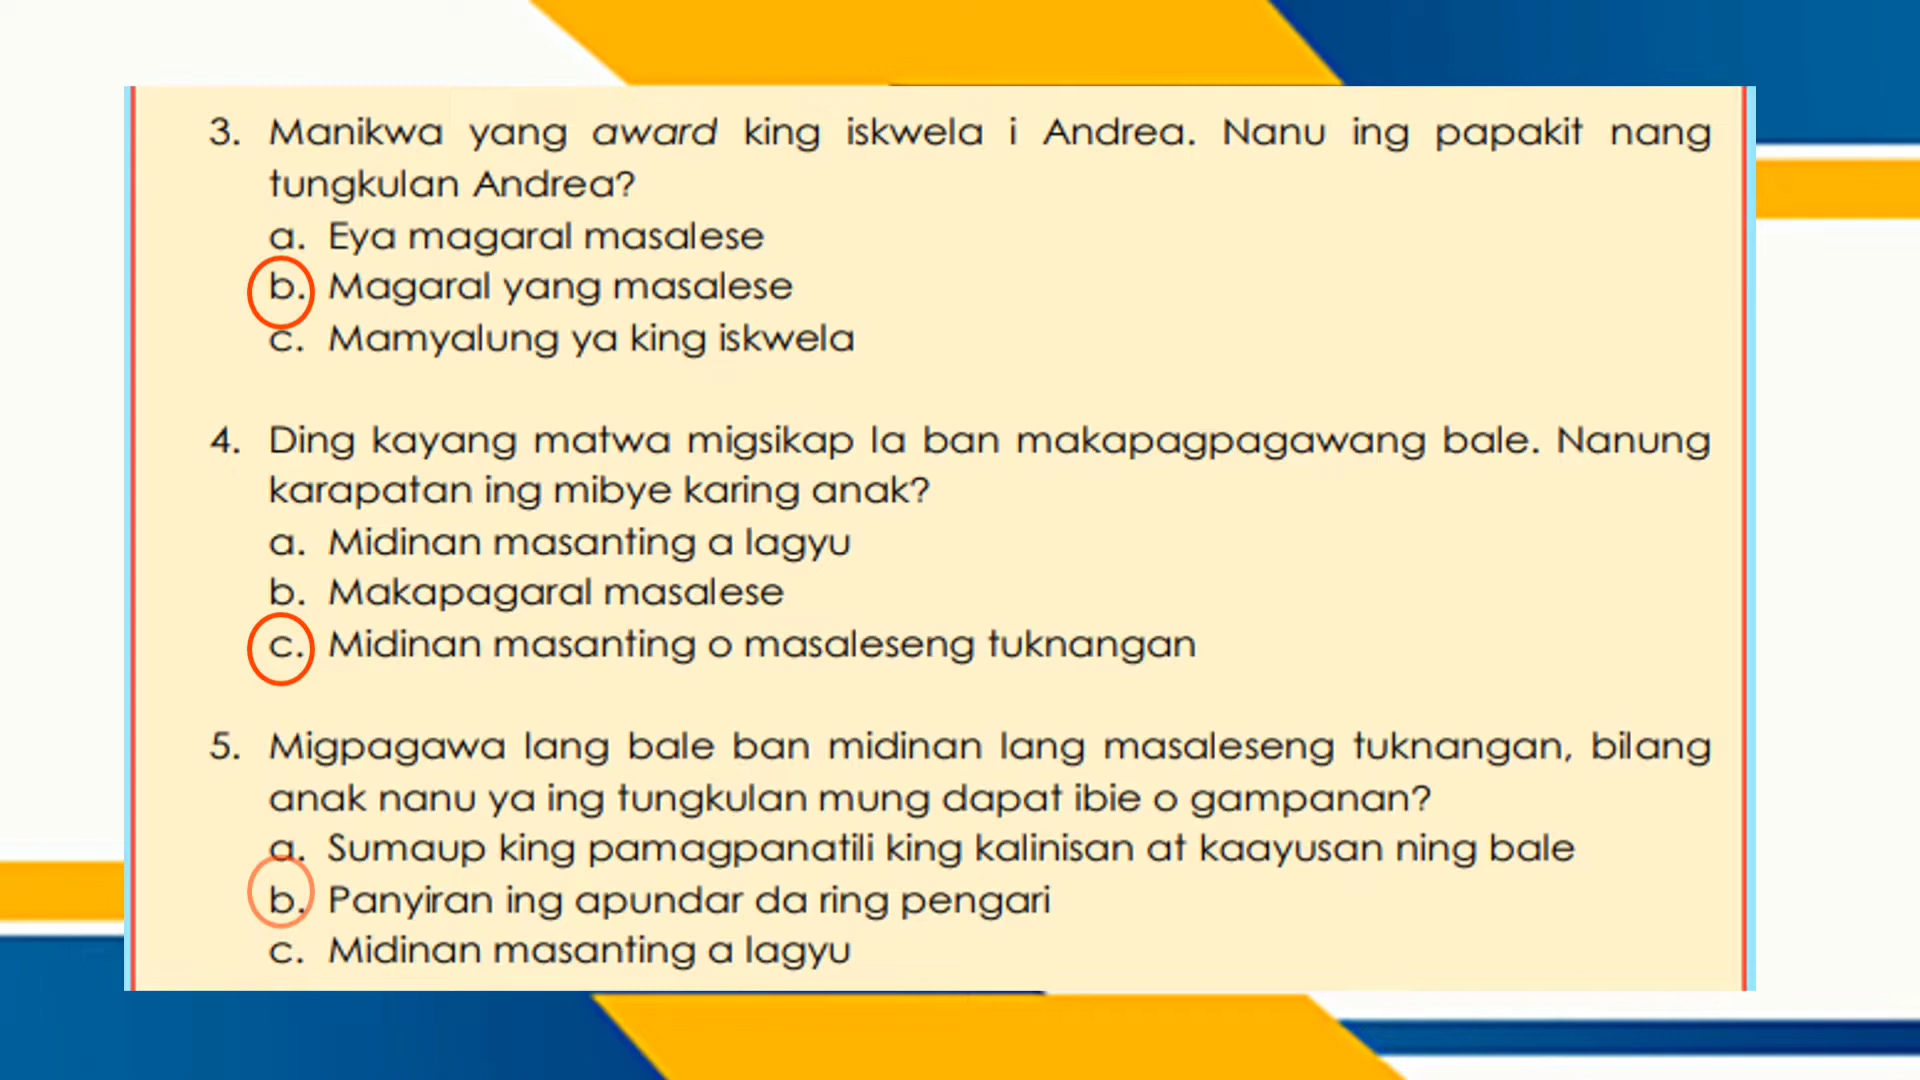 3. Manikwa yang award king iskwela i Andrea. Nanu ing papakit nang
tungkulan Andrea?
a. Eya magaral masalese
b. Magaral yang masalese
c. Mamyalung ya king iskwela
4. Ding kayang matwa migsikap la ban makapagpagawang bale. Nanung
karapatan ing mibye karing anak?
a. Midinan masanting a lagyu
b. Makapagaral masalese
c. Midinan masanting o masaleseng tuknangan
5. Migpagawa lang bale ban midinan lang masaleseng tuknangan, bilang
anak nanu ya ing tungkulan mung dapat ibie o gampanan?
a. Sumaup king pamagpanatili king kalinisan at kaayusan ning bale
b. Panyiran ing apundar da ring pengari
c. Midinan masanting a lagyu